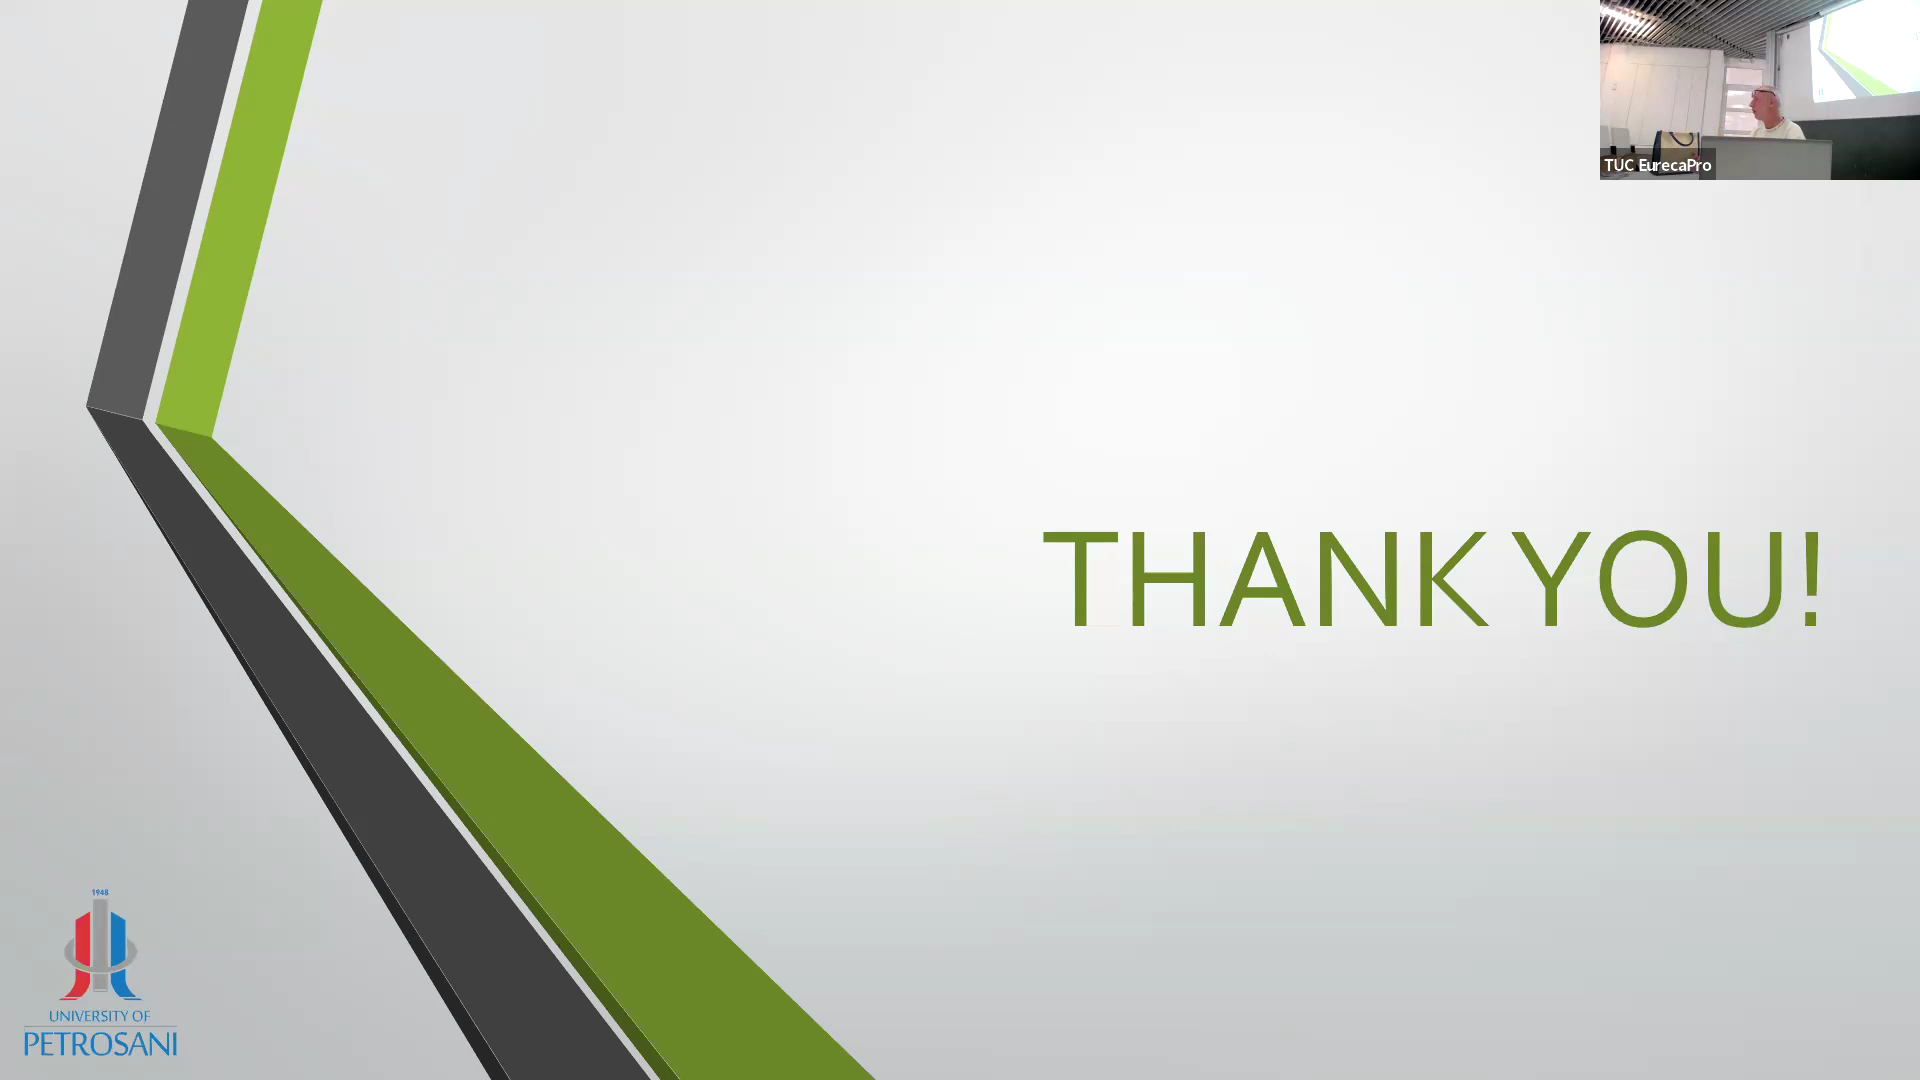 TUC EurecaPro
THANK YOU!
1948
UNIVERSITY OF
PETROSANI